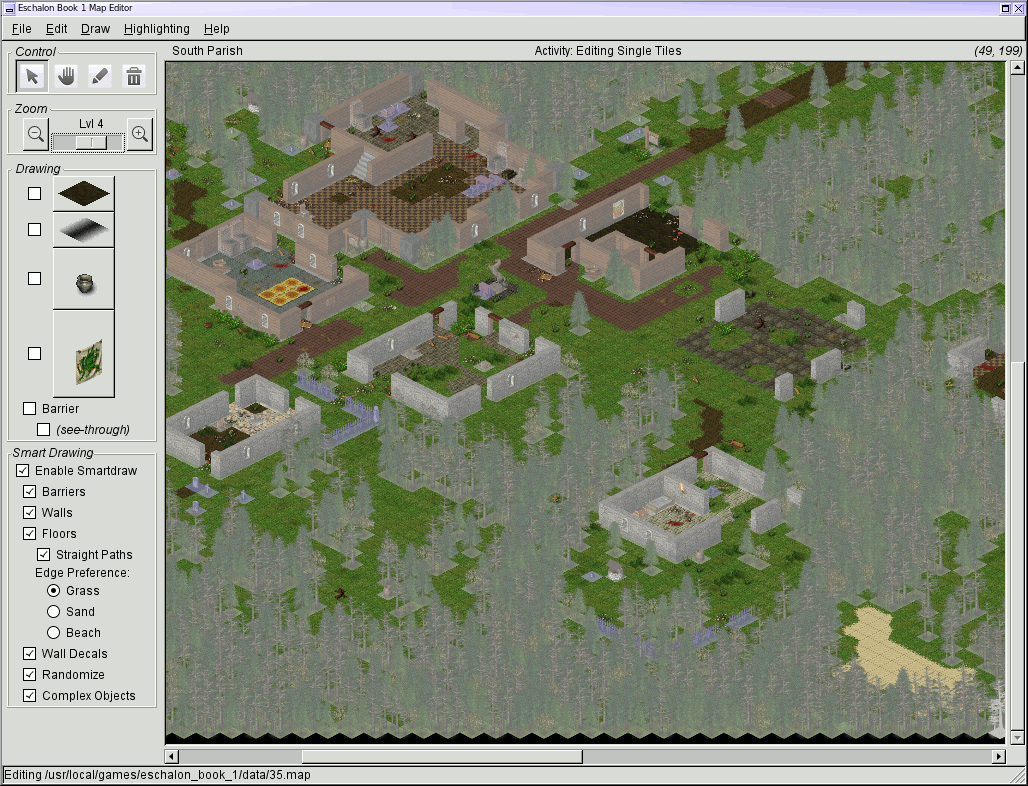 Eschalon Book 1 Map Editor
File Edit Draw Highlighting Help
Control
South Parish Activity: Editing Single Tiles (49, 199)
Zoom
Lvl 4
Drawing
Barrier
(see-through)
Smart Drawing
Enable Smartdraw
Barriers
Walls
Floors
Straight Paths
Edge Preference:
Grass
Sand
Beach
Wall Decals
Randomize
Complex Objects
Editing /usr/local/games/eschalon_book_1/data/35.map